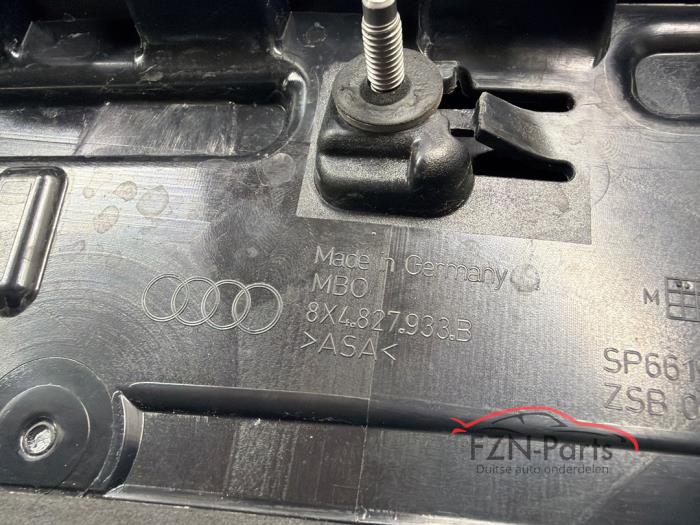 Made in Germany
MBO
8X4.827.933.B
>ASA<
M
SP661
ZSB
FZN-Parts
Duitse auto onderdelen